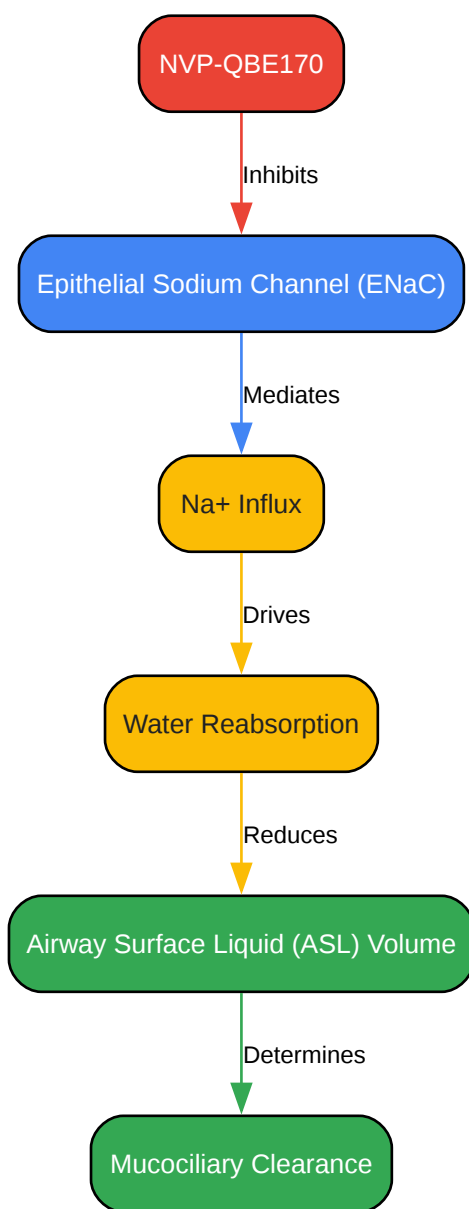 NVP-QBE170
Inhibits
Epithelial Sodium Channel (ENaC)
Mediates
Na+ Influx
Drives
Water Reabsorption
Reduces
Airway Surface Liquid (ASL) Volume
Determines
Mucociliary Clearance